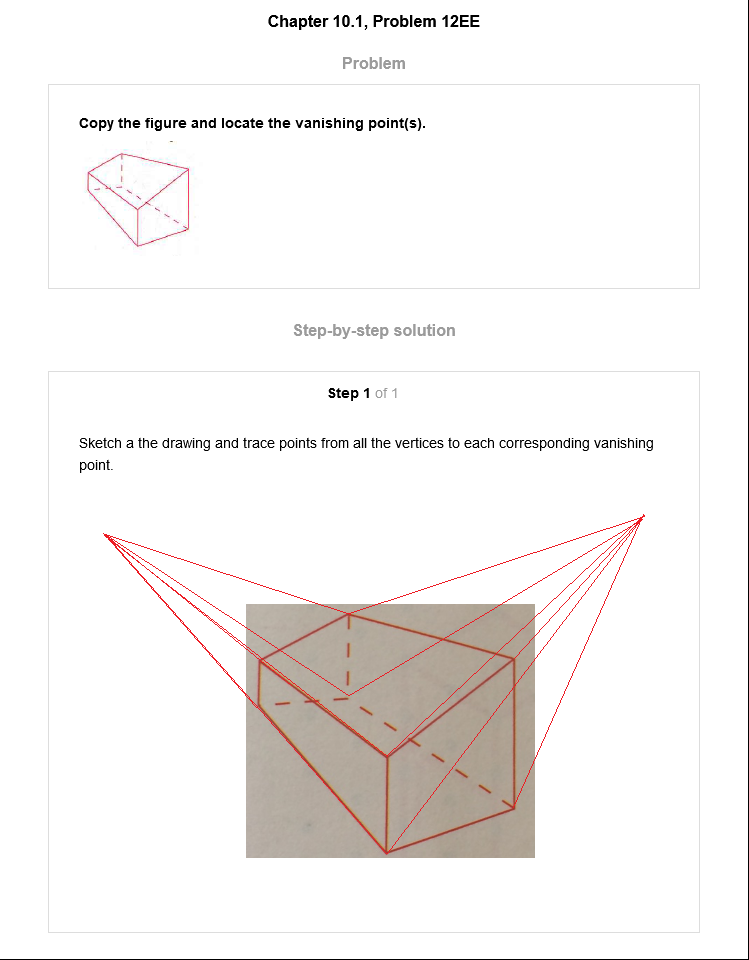 Chapter 10.1, Problem 12EE
Problem
Copy the figure and locate the vanishing point(s).
Step-by-step solution
Step 1 of 1
Sketch a the drawing and trace points from all the vertices to each corresponding vanishing
point.